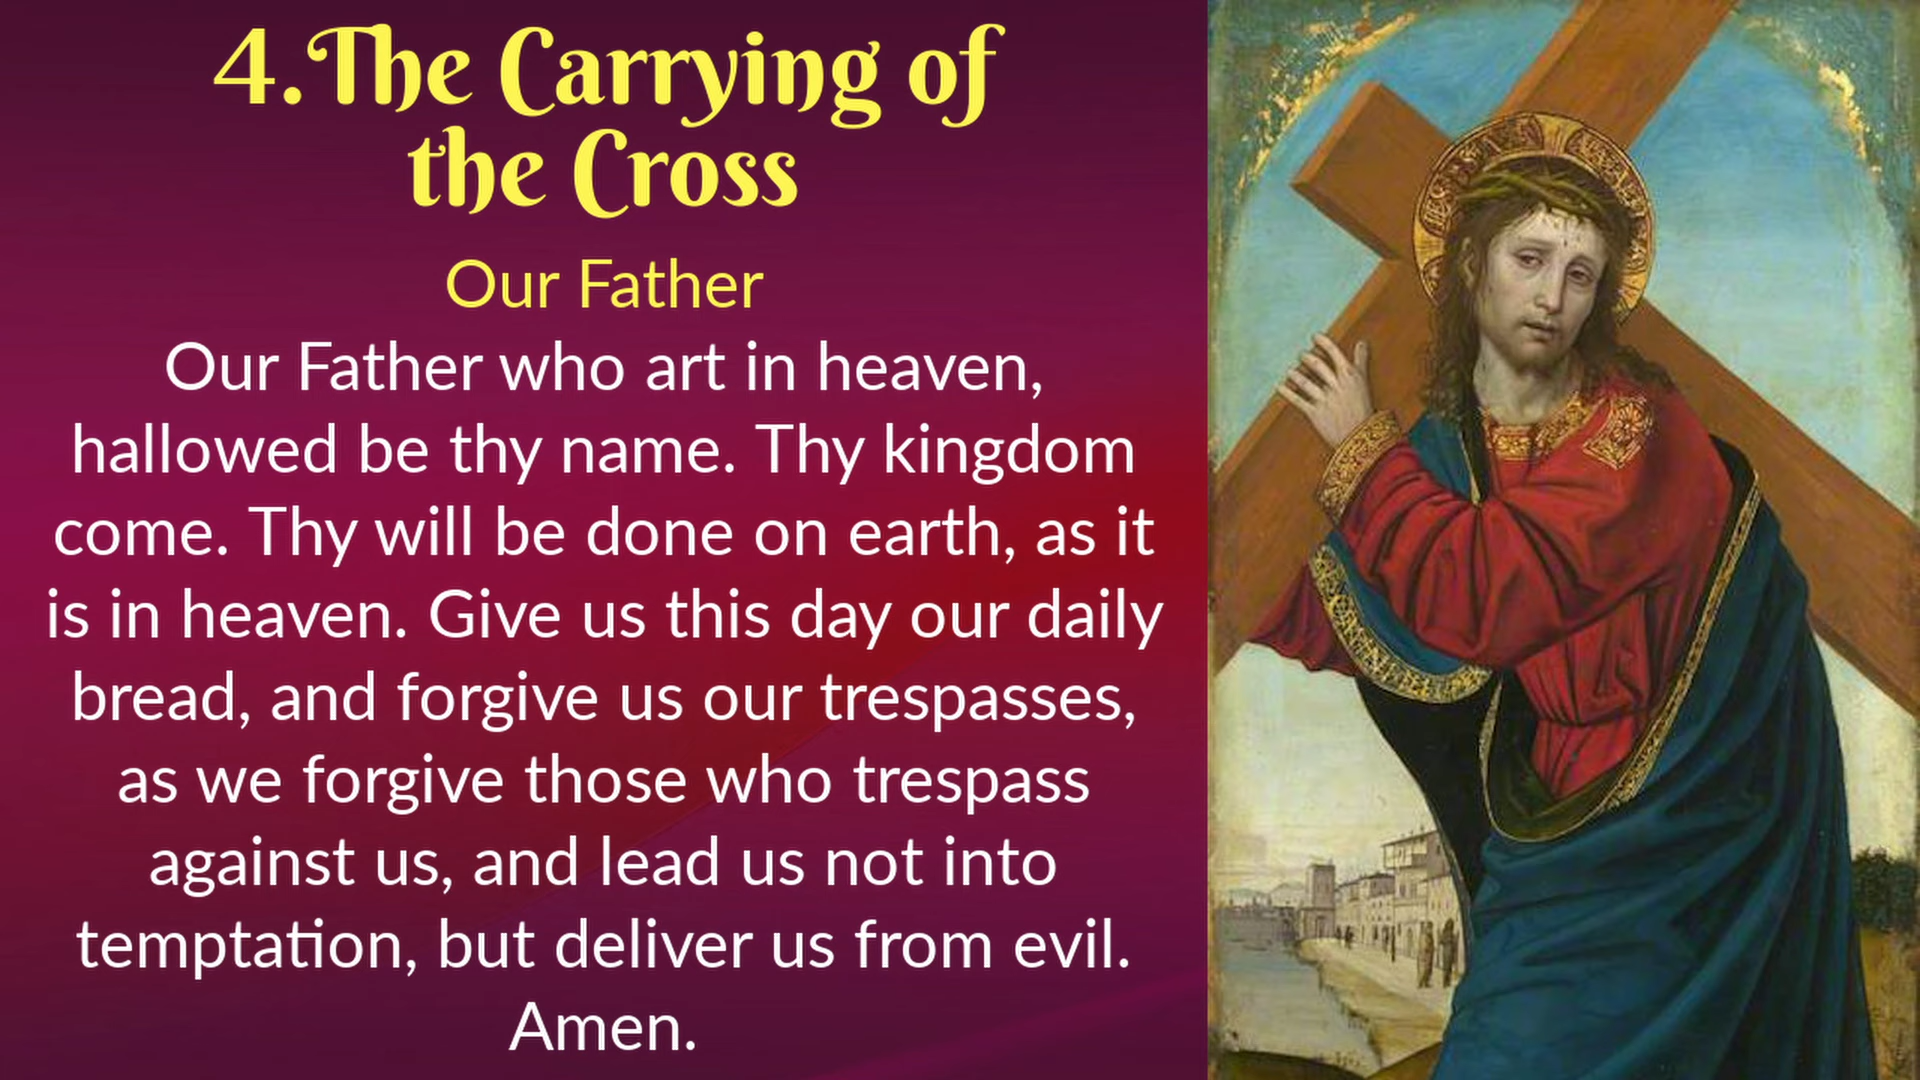 4.The Carrying of
the Cross
Our Father
Our Father who art in heaven,
hallowed be thy name. Thy kingdom
come. Thy will be done on earth, as it
is in heaven. Give us this day our daily
bread, and forgive us our trespasses,
as we forgive those who trespass
against us, and lead us not into
temptation, but deliver us from evil.
Amen.